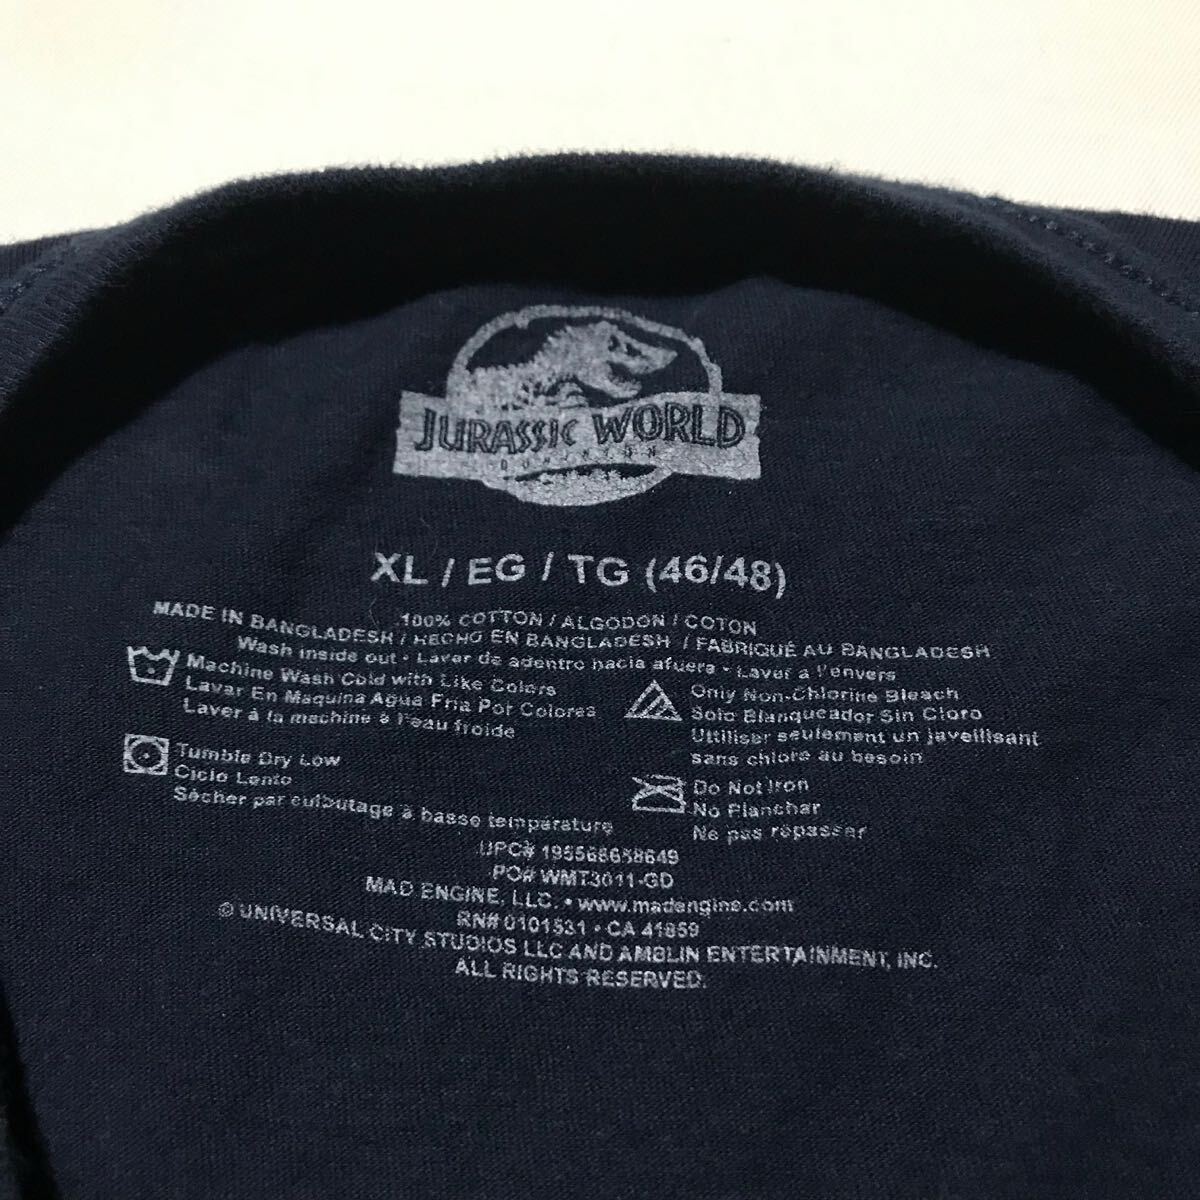 JURASSIC WORLD
DOMINION
XL / EG / TG (46/48)
100% COTTON / ALGODON / COTON
MADE IN BANGLADESH / HECHO EN BANGLADESH / FABRIQUÉ AU BANGLADESH
Wash inside out • Lavar de adentro hacia afuera • Laver a l'envers
Machine Wash Cold with Like Colors
Lavar En Maquina Agua Fria Por Colores
Laver à la machine à l'eau froide
Only Non-Chlorine Bleach
Solo Blanqueador Sin Cloro
Utiliser seulement un javellisant
sans chlore au besoin
Tumble Dry Low
Ciclo Lento
Sècher par culbutage à basse température
Do Not Iron
No Planchar
Ne pas répasser
UPC# 195568658649
PO# WMT3011-GD
MAD ENGINE, LLC. • www.madengine.com
RN# 0101531 • CA 41859
© UNIVERSAL CITY STUDIOS LLC AND AMBLIN ENTERTAINMENT, INC.
ALL RIGHTS RESERVED.